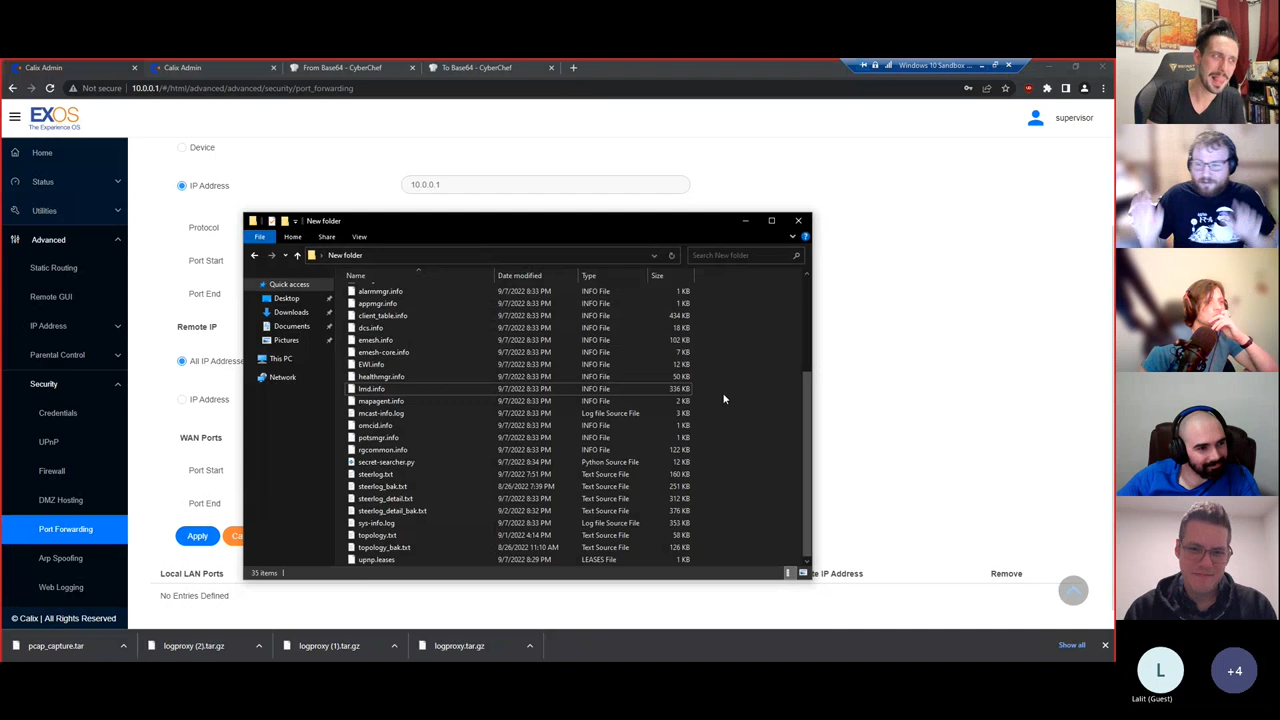 Calix Admin
Calix Admin
From Base64 - CyberChef
To Base64 - CyberChef
Windows 10 Sandbox ...
Not secure
10.0.0.1/#/html/advanced/advanced/security/port_forwarding
EXOS
The Experience OS
supervisor
Home
Status
Utilities
Advanced
Static Routing
Remote GUI
IP Address
Parental Control
Security
Credentials
UPnP
Firewall
DMZ Hosting
Port Forwarding
Arp Spoofing
Web Logging
© Calix | All Rights Reserved
Device
IP Address
10.0.0.1
Protocol
Port Start
Port End
Remote IP
All IP Addresse
IP Address
WAN Ports
Port Start
Port End
Apply
Ca
Local LAN Ports
te IP Address
Remove
No Entries Defined
New folder
File Home Share View
New folder
Search New folder
Quick access
Desktop
Downloads
Documents
Pictures
This PC
Network
Name Date modified Type Size
alarmmgr.info 9/7/2022 8:33 PM INFO File 1 KB
appmgr.info 9/7/2022 8:33 PM INFO File 1 KB
client_table.info 9/7/2022 8:33 PM INFO File 434 KB
dcs.info 9/7/2022 8:33 PM INFO File 18 KB
emesh.info 9/7/2022 8:33 PM INFO File 102 KB
emesh-core.info 9/7/2022 8:33 PM INFO File 7 KB
EWI.info 9/7/2022 8:33 PM INFO File 12 KB
healthmgr.info 9/7/2022 8:33 PM INFO File 50 KB
lmd.info 9/7/2022 8:33 PM INFO File 336 KB
mapagent.info 9/7/2022 8:33 PM INFO File 2 KB
mcast-info.log 9/7/2022 8:33 PM Log file Source File 3 KB
omcid.info 9/7/2022 8:33 PM INFO File 1 KB
potsmgr.info 9/7/2022 8:33 PM INFO File 1 KB
rgcommon.info 9/7/2022 8:33 PM INFO File 122 KB
secret-searcher.py 9/7/2022 8:34 PM Python Source File 12 KB
steerlog.txt 9/7/2022 7:51 PM Text Source File 160 KB
steerlog_bak.txt 8/26/2022 7:39 PM Text Source File 251 KB
steerlog_detail.txt 9/7/2022 8:33 PM Text Source File 312 KB
steerlog_detail_bak.txt 9/2/2022 8:32 PM Text Source File 376 KB
sys-info.log 9/7/2022 8:33 PM Log file Source File 353 KB
topology.txt 9/1/2022 4:14 PM Text Source File 58 KB
topology_bak.txt 8/26/2022 11:10 AM Text Source File 126 KB
upnp.leases 9/7/2022 8:29 PM LEASES File 1 KB
35 items
pcap_capture.tar
logproxy (2).tar.gz
logproxy (1).tar.gz
logproxy.tar.gz
Show all
L
Lalit (Guest)
+4